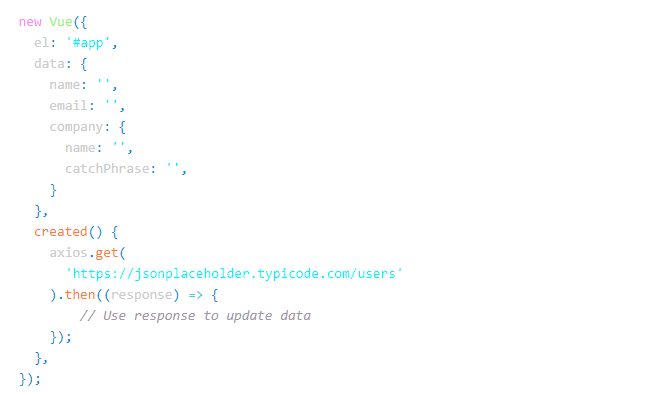 new Vue({
  el: '#app',
  data: {
    name: '',
    email: '',
    company: {
      name: '',
      catchPhrase: '',
    }
  },
  created() {
    axios.get(
      'https://jsonplaceholder.typicode.com/users'
    ).then((response) => {
        // Use response to update data
    });
  },
});